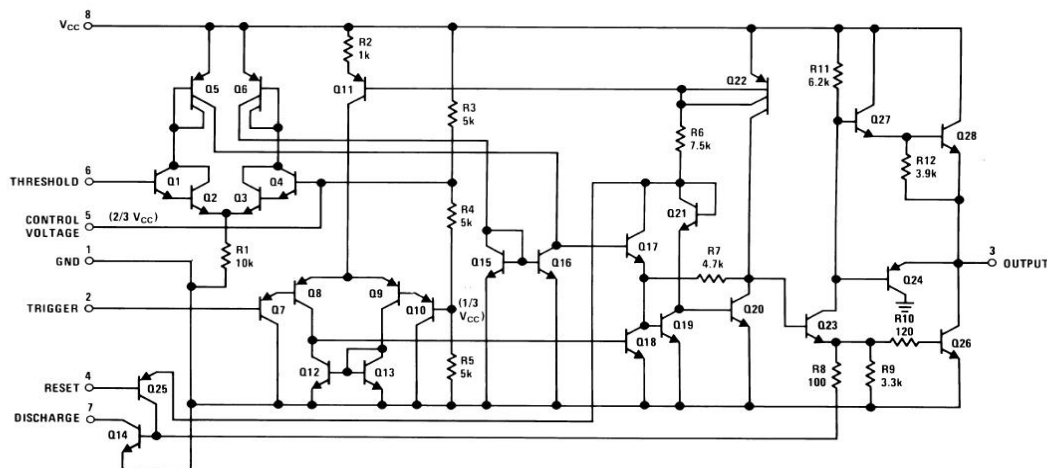 8
VCC
R2
1k
Q5
Q6
Q11
Q22
R11
6.2k
Q27
Q28
R3
5k
R6
7.5k
R12
3.9k
6
THRESHOLD
Q1
Q2
Q3
Q4
5
CONTROL
VOLTAGE
(2/3 VCC)
R4
5k
Q21
1
GND
R1
10k
Q15
Q16
Q17
R7
4.7k
3
OUTPUT
2
TRIGGER
Q7
Q8
Q9
Q10
(1/3
VCC)
Q18
Q19
Q20
Q23
Q24
R10
120
Q26
Q12
Q13
R5
5k
R8
100
R9
3.3k
4
RESET
Q25
7
DISCHARGE
Q14